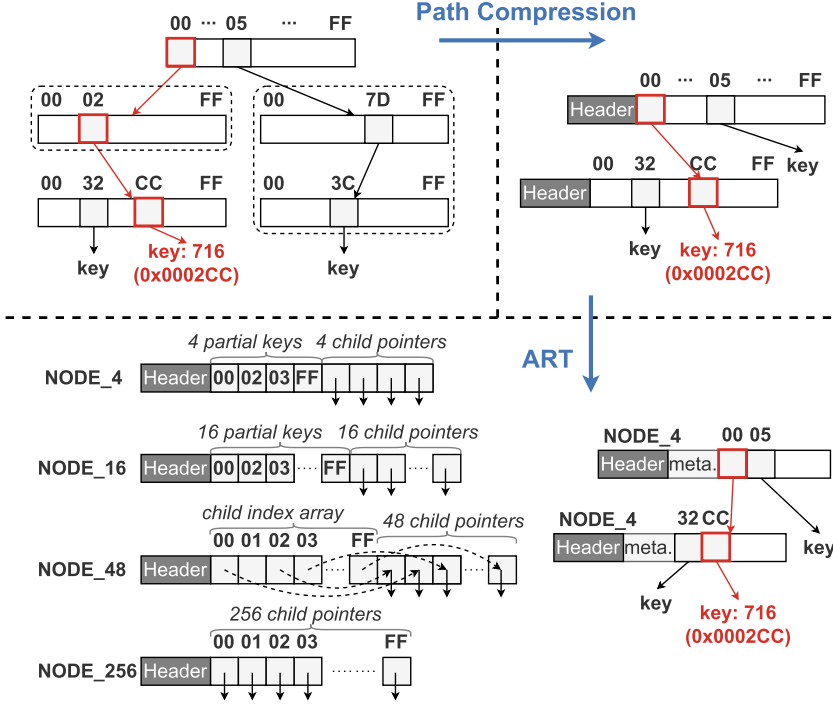 Path Compression
00 ... 05 ... FF
00 02 FF
00 7D FF
00 32 CC FF
00 3C FF
key
key: 716
(0x0002CC)
key
00 ... 05 ... FF
Header
key
00 32 CC FF
Header
key
key: 716
(0x0002CC)
ART
4 partial keys 4 child pointers
NODE_4 Header 00 02 03 FF
16 partial keys 16 child pointers
NODE_16 Header 00 02 03 ..... FF .....
child index array 48 child pointers
00 01 02 03 FF
NODE_48 Header ..... .....
256 child pointers
00 01 02 03 FF
NODE_256 Header ........
NODE_4 00 05
Header meta.
key
NODE_4 32 CC
Header meta.
key
key: 716
(0x0002CC)